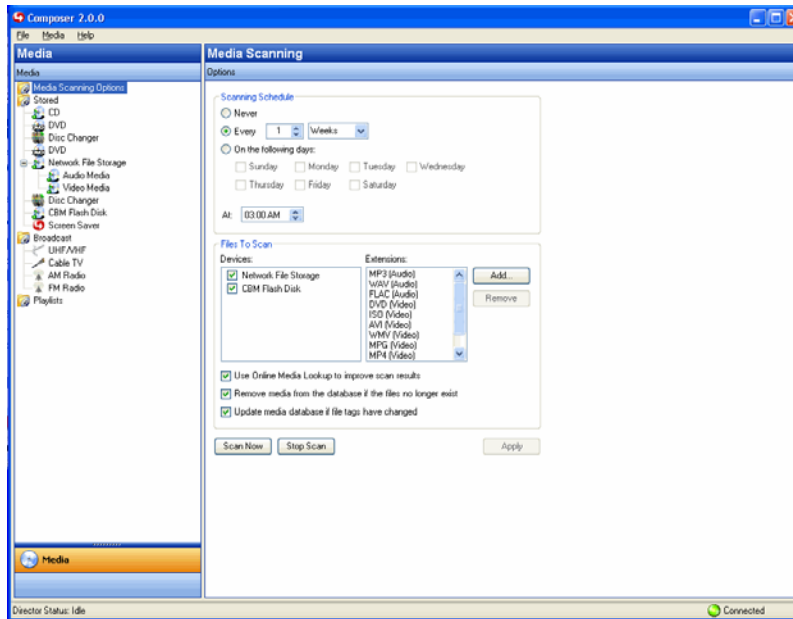 Composer 2.0.0
File Media Help
Media
Media
Media Scanning Options
Stored
CD
DVD
Disc Changer
DVD
Network File Storage
Audio Media
Video Media
Disc Changer
CBM Flash Disk
Screen Saver
Broadcast
UHF/VHF
Cable TV
AM Radio
FM Radio
Playlists
Media
Media Scanning
Options
Scanning Schedule
Never
Every 1 Weeks
On the following days:
Sunday Monday Tuesday Wednesday
Thursday Friday Saturday
At: 03:00 AM
Files To Scan
Devices: Extensions:
Network File Storage
CBM Flash Disk
MP3 (Audio)
WAV (Audio)
FLAC (Audio)
DVD (Video)
ISO (Video)
AVI (Video)
WMV (Video)
MPG (Video)
MP4 (Video)
Add...
Remove
Use Online Media Lookup to improve scan results
Remove media from the database if the files no longer exist
Update media database if file tags have changed
Scan Now Stop Scan Apply
Director Status: Idle Connected